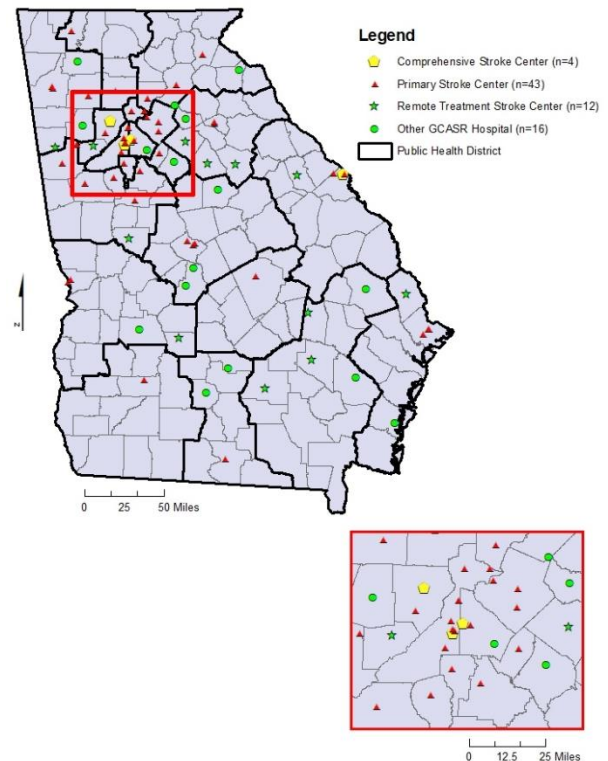 Legend
Comprehensive Stroke Center (n=4)
Primary Stroke Center (n=43)
Remote Treatment Stroke Center (n=12)
Other GCASR Hospital (n=16)
Public Health District
z
0 25 50 Miles
0 12.5 25 Miles